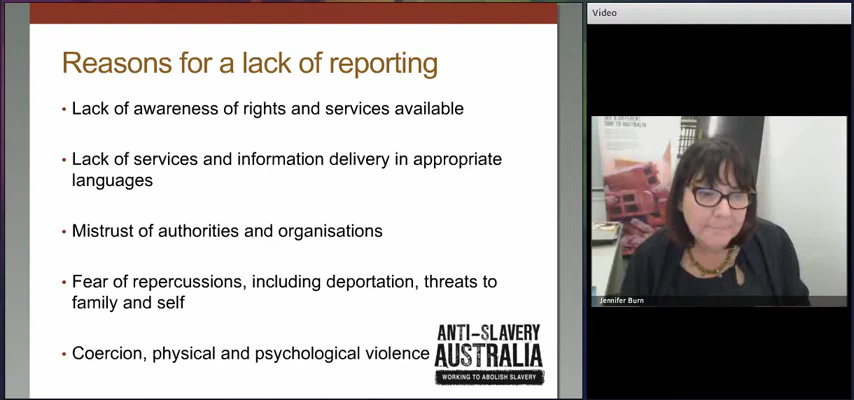 Reasons for a lack of reporting
• Lack of awareness of rights and services available
• Lack of services and information delivery in appropriate
languages
• Mistrust of authorities and organisations
• Fear of repercussions, including deportation, threats to
family and self
• Coercion, physical and psychological violence
ANTI-SLAVERY
AUSTRALIA
WORKING TO ABOLISH SLAVERY
Video
Jennifer Burn